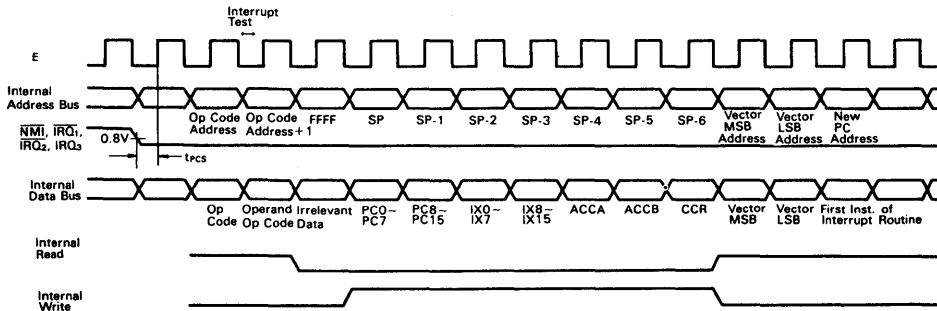 Interrupt
Test
E
Internal
Address Bus
Op Code
Address
Op Code
Address+1
FFFF
SP
SP-1
SP-2
SP-3
SP-4
SP-5
SP-6
Vector
MSB
Address
Vector
LSB
Address
New
PC
Address
NMI, IRQ1,
IRQ2, IRQ3
0.8V
tPCS
Internal
Data Bus
Op
Code
Operand
Op Code
Irrelevant
Data
PC0~
PC7
PC8~
PC15
IX0~
IX7
IX8~
IX15
ACCA
ACCB
CCR
Vector
MSB
Vector
LSB
First Inst. of
Interrupt Routine
Internal
Read
Internal
Write